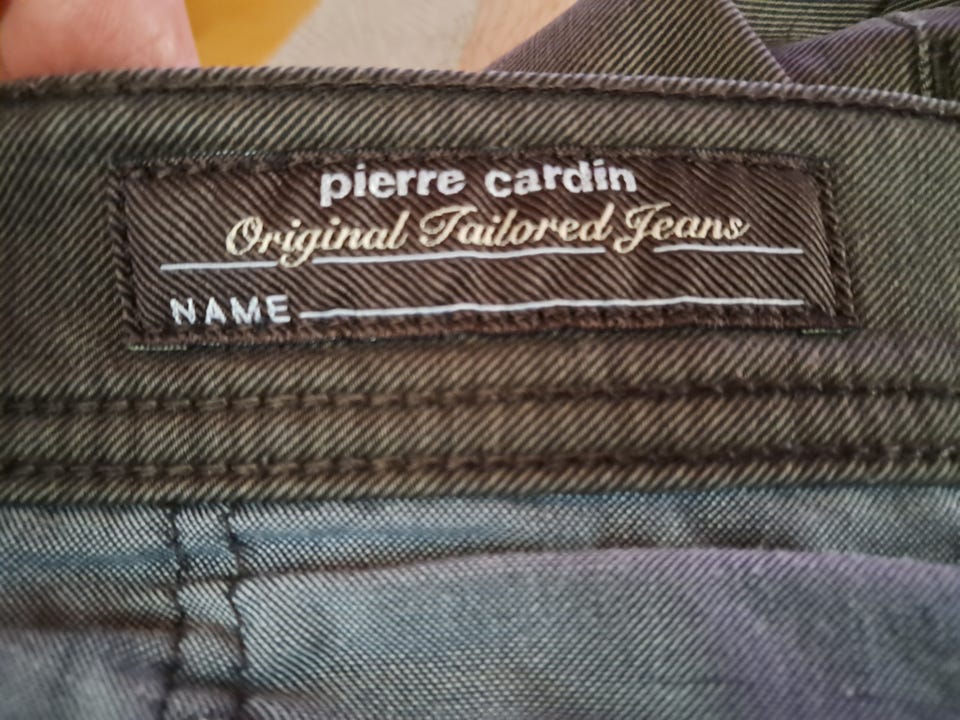 pierre cardin
Original Tailored Jeans
NAME